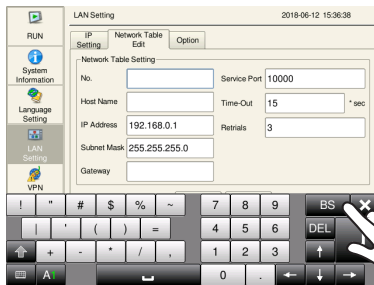 LAN Setting 2018-06-12 15:36:38
RUN
System Information
Language Setting
LAN Setting
VPN
IP Setting
Network Table Edit
Option
Network Table Setting
No.
Service Port 10000
Host Name
Time-Out 15 * sec
IP Address 192.168.0.1
Retrials 3
Subnet Mask 255.255.255.0
Gateway
! " # $ % ~ 7 8 9 BS X
| ' ( ) = 4 5 6 DEL
+ - * / , 1 2 3 ↑
A1 0 . ← ↓ →